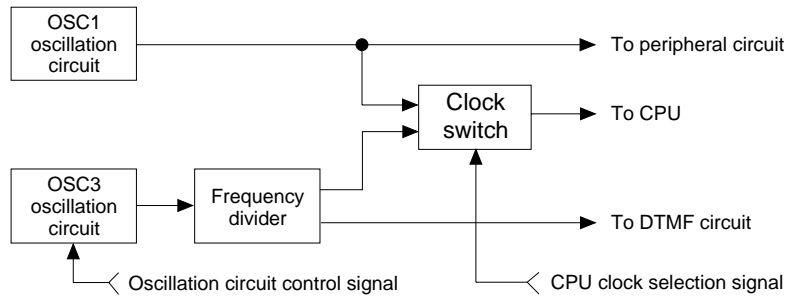 OSC1
oscillation
circuit
To peripheral circuit
Clock
switch
To CPU
OSC3
oscillation
circuit
Frequency
divider
To DTMF circuit
Oscillation circuit control signal
CPU clock selection signal